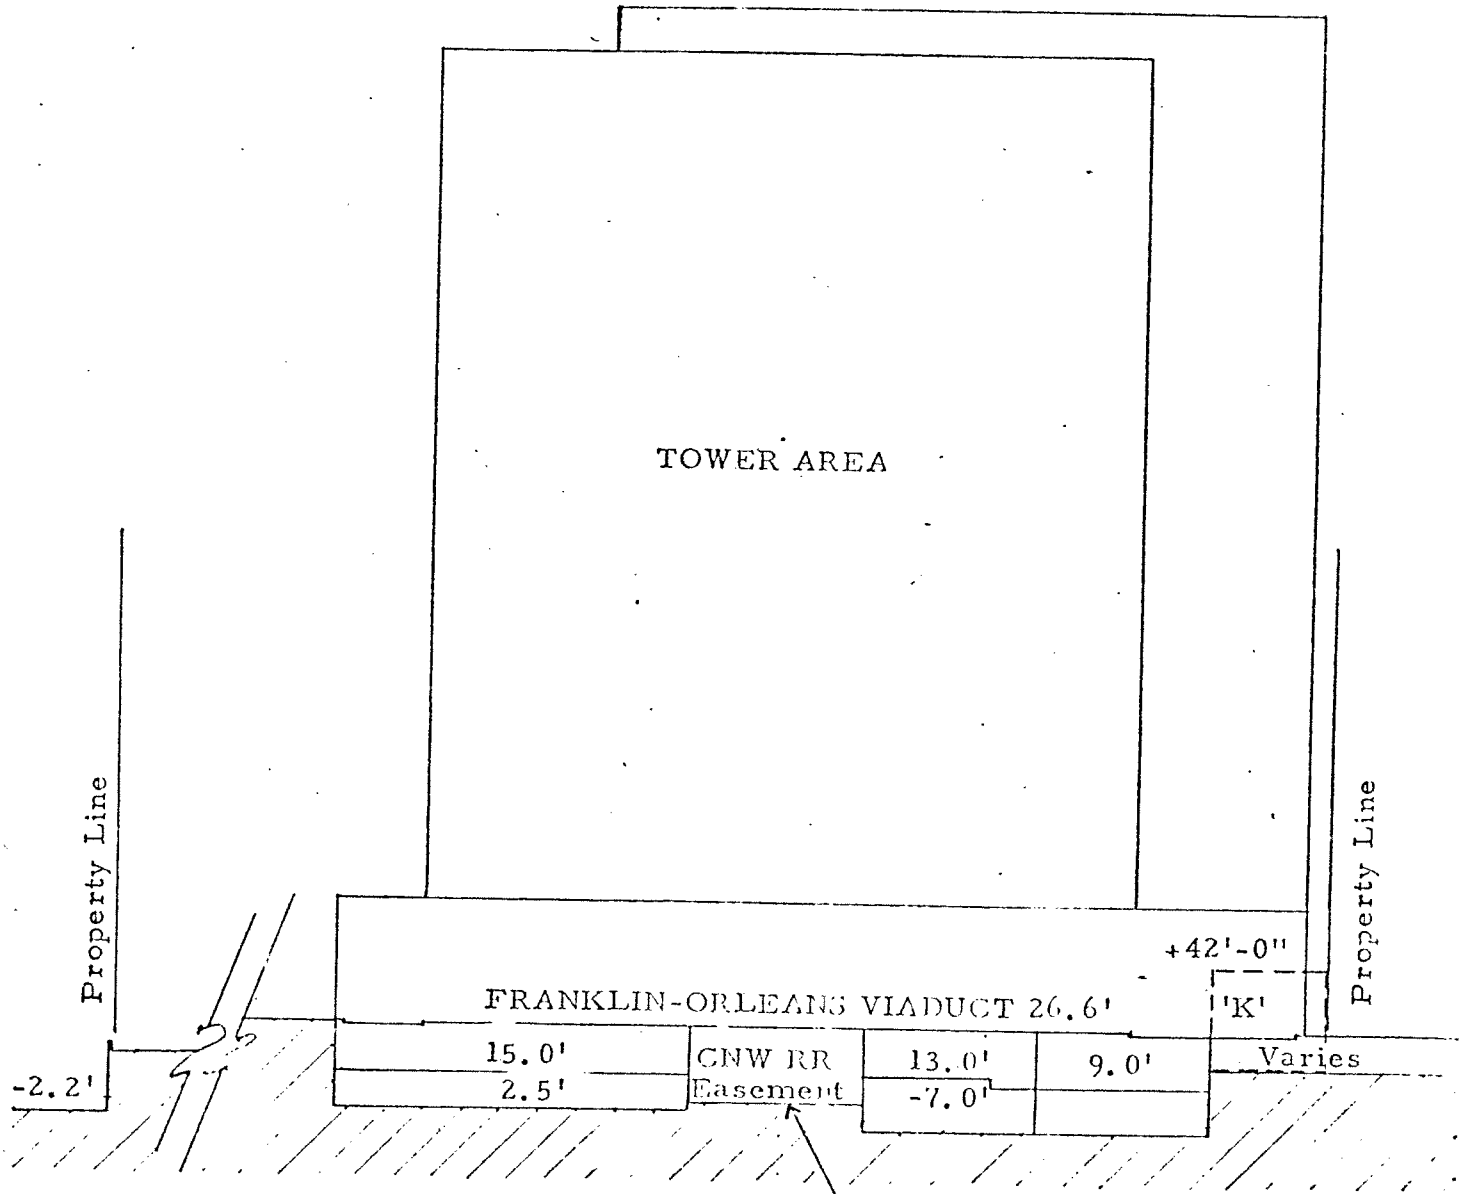 TOWER AREA
Property Line
Property Line
+42'-0"
FRANKLIN-ORLEANS VIADUCT 26.6'
'K'
15.0'
CNW RR
Easement
13.0'
9.0'
Varies
-2.2'
2.5'
-7.0'